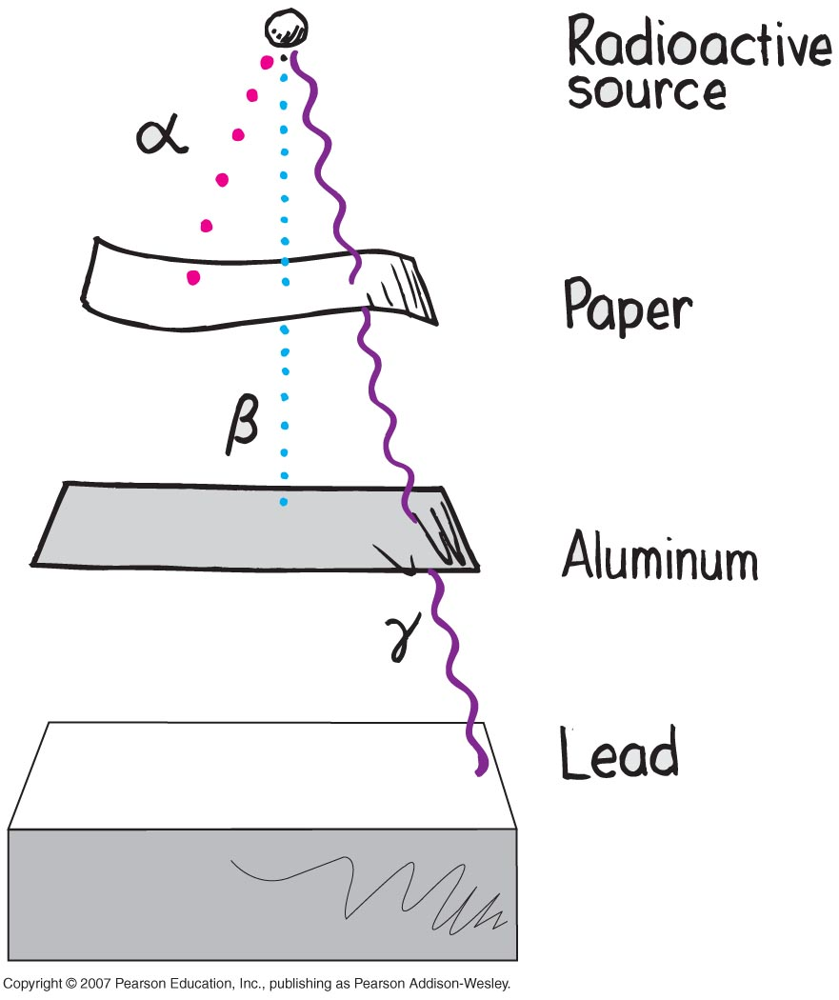 Radioactive
source
α
Paper
β
Aluminum
γ
Lead
Copyright © 2007 Pearson Education, Inc., publishing as Pearson Addison-Wesley.